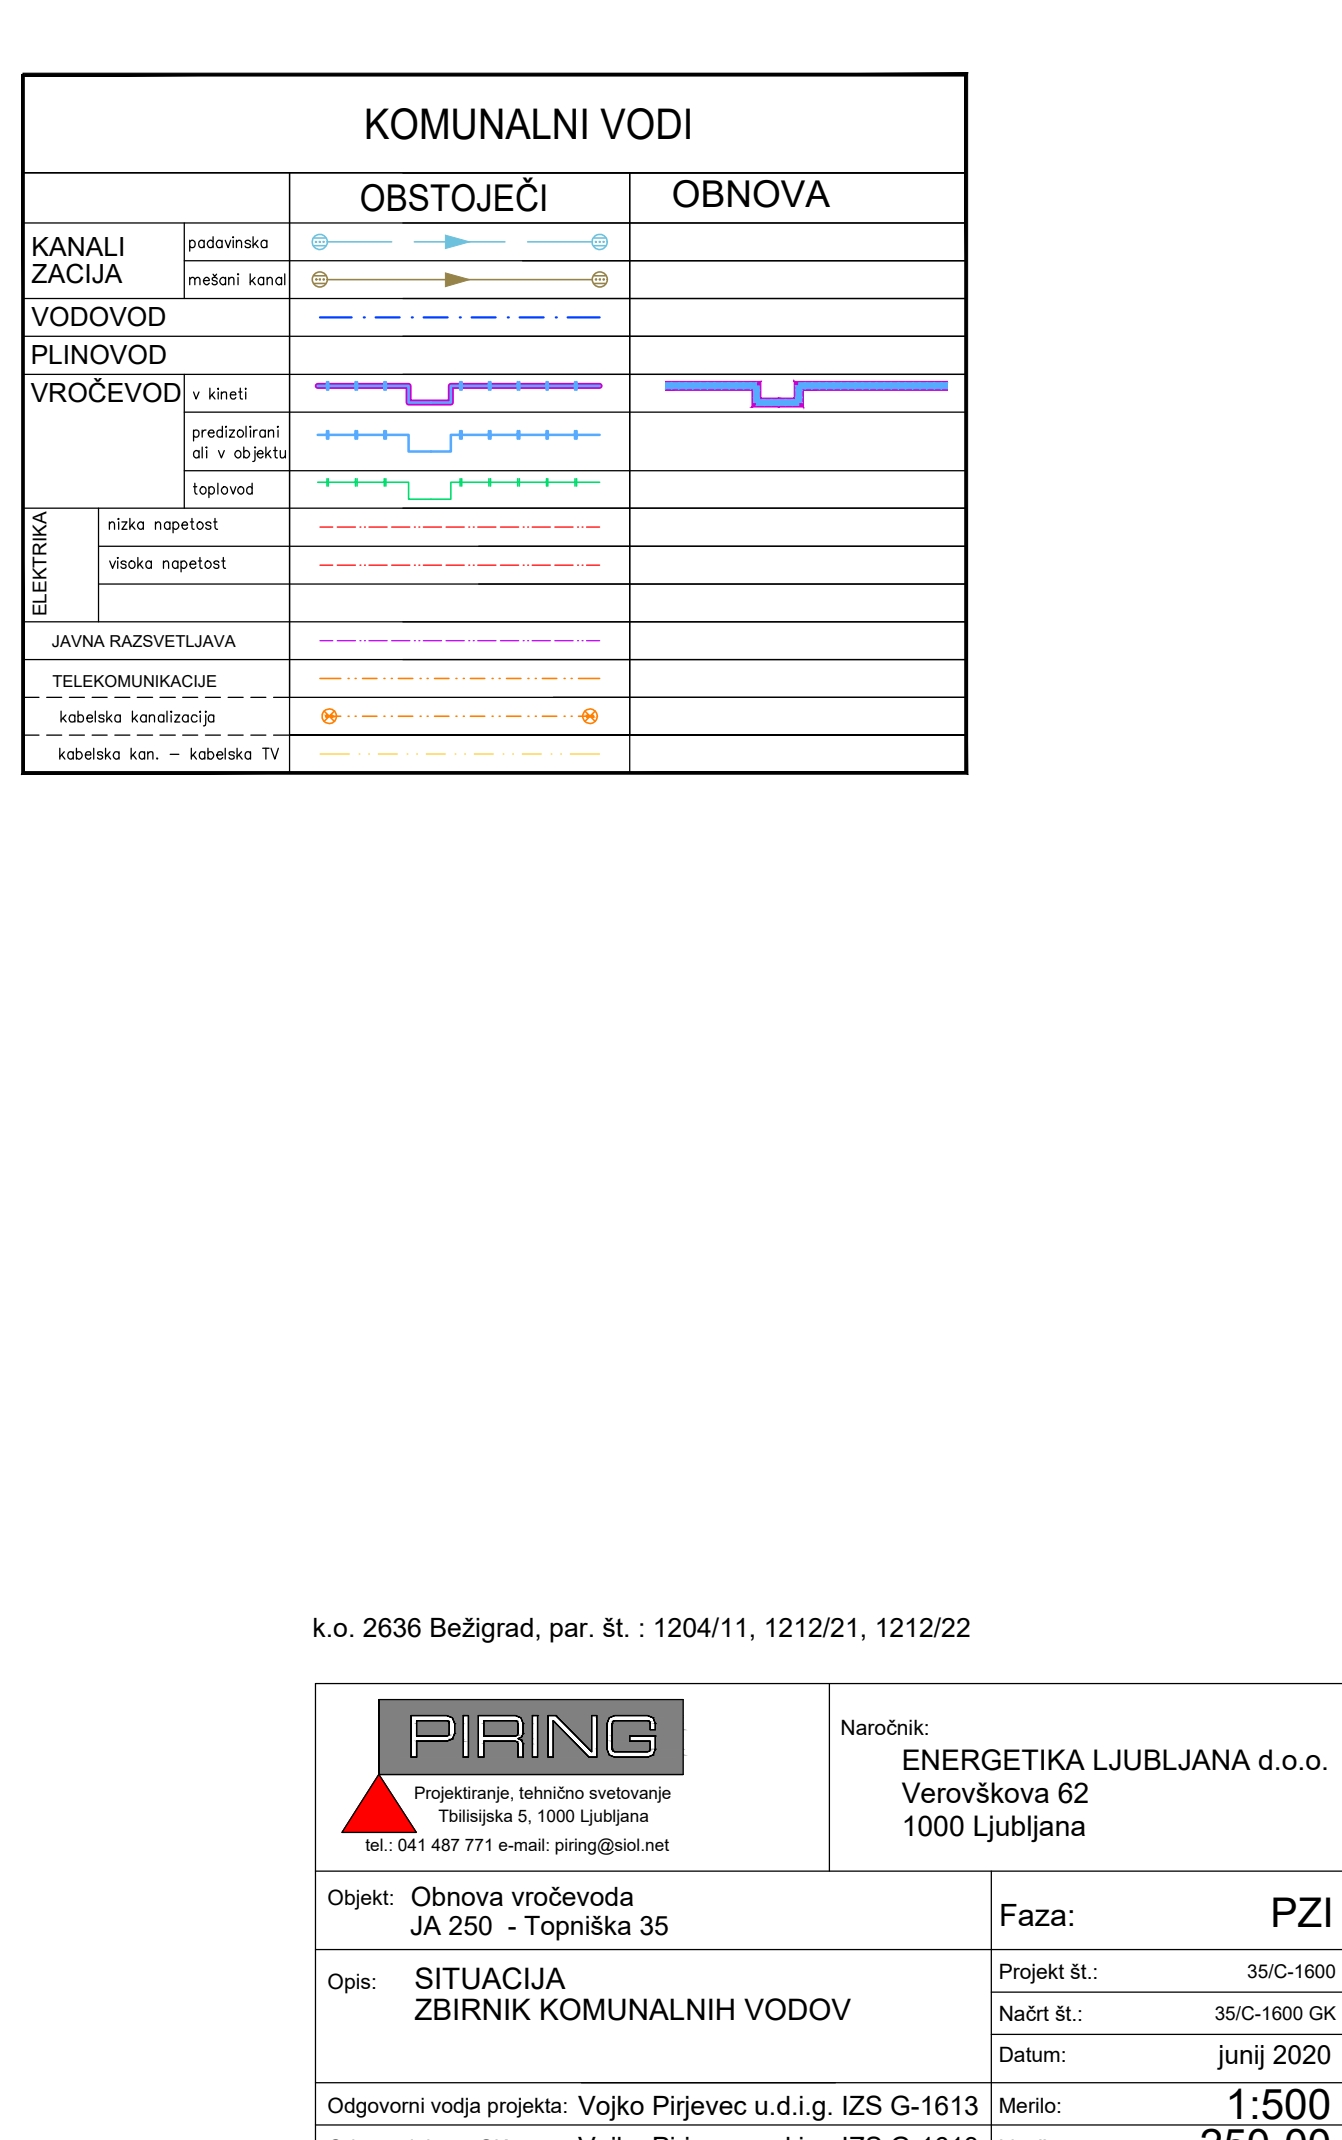 KOMUNALNI VODI
OBSTOJEČI
OBNOVA
KANALI
ZACIJA
padavinska
mešani kanal
VODOVOD
PLINOVOD
VROČEVOD
v kineti
predizolirani
ali v objektu
toplovod
ELEKTRIKA
nizka napetost
visoka napetost
JAVNA RAZSVETLJAVA
TELEKOMUNIKACIJE
kabelska kanalizacija
kabelska kan. – kabelska TV
k.o. 2636 Bežigrad, par. št. : 1204/11, 1212/21, 1212/22
PIRING
Projektiranje, tehnično svetovanje
Tbilisijska 5, 1000 Ljubljana
tel.: 041 487 771 e-mail: piring@siol.net
Naročnik:
ENERGETIKA LJUBLJANA d.o.o.
Verovškova 62
1000 Ljubljana
Objekt: Obnova vročevoda
JA 250 - Topniška 35
Faza: PZI
Opis: SITUACIJA
ZBIRNIK KOMUNALNIH VODOV
Projekt št.: 35/C-1600
Načrt št.: 35/C-1600 GK
Datum: junij 2020
Odgovorni vodja projekta: Vojko Pirjevec u.d.i.g. IZS G-1613
Merilo: 1:500